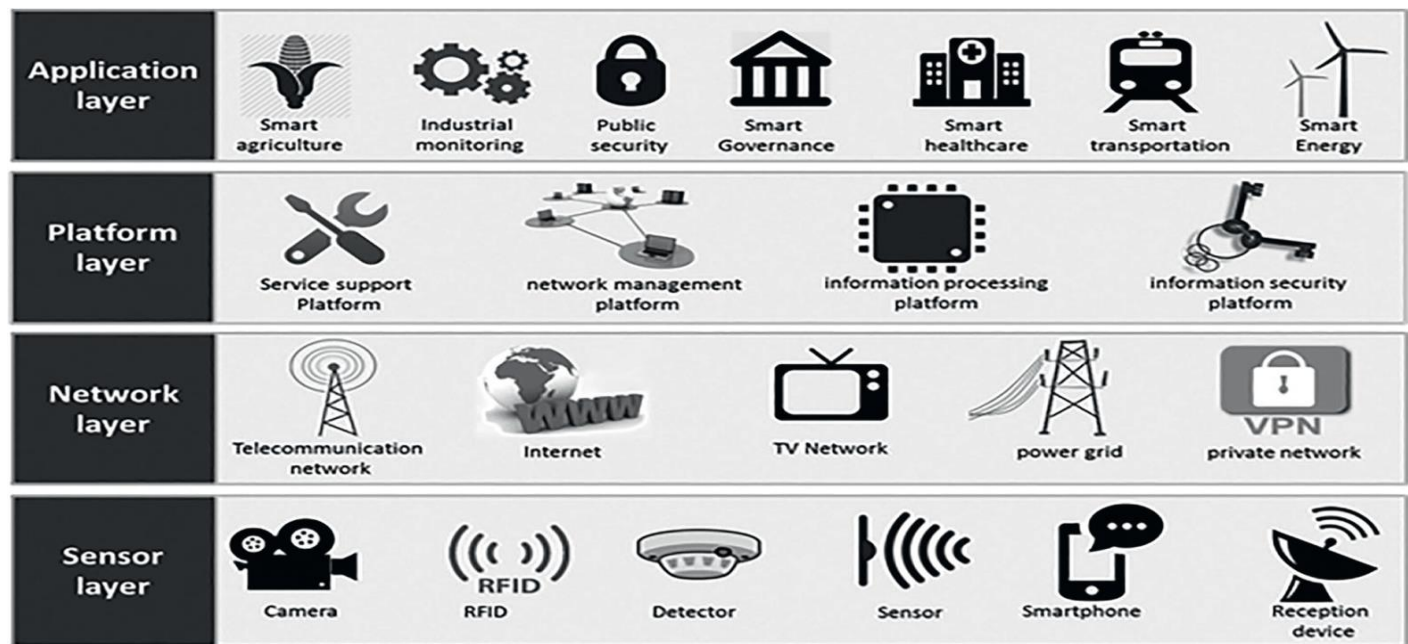 Application
layer
Smart
agriculture
Industrial
monitoring
Public
security
Smart
Governance
Smart
healthcare
Smart
transportation
Smart
Energy
Platform
layer
Service support
Platform
network management
platform
information processing
platform
information security
platform
Network
layer
Telecommunication
network
WWW
Internet
TV Network
power grid
VPN
private network
Sensor
layer
Camera
RFID
RFID
Detector
Sensor
Smartphone
Reception
device